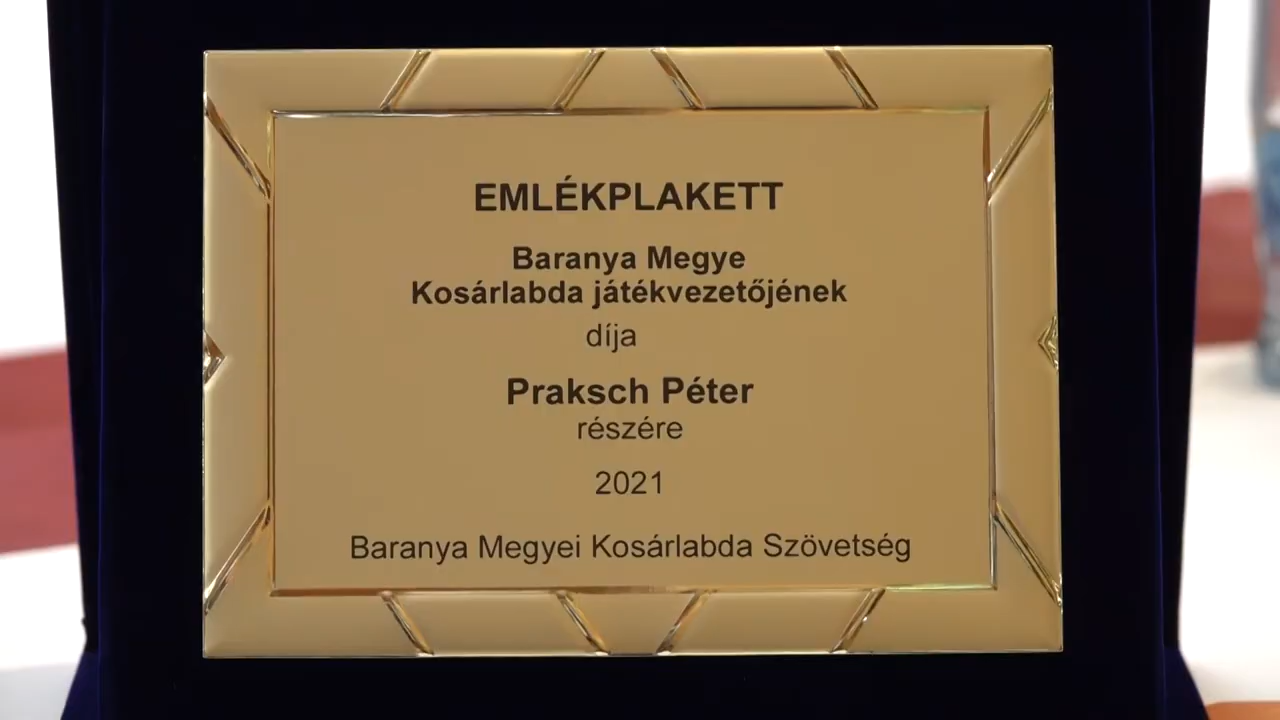 EMLÉKPLAKETT
Baranya Megye
Kosárlabda játékvezetőjének
díja
Praksch Péter
részére
2021
Baranya Megyei Kosárlabda Szövetség